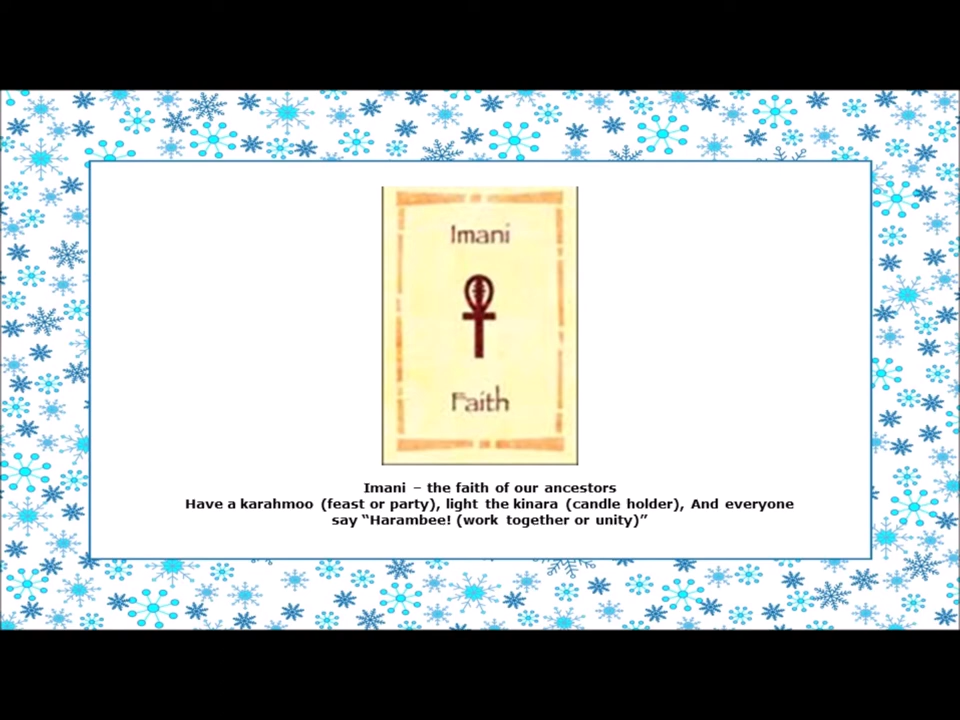 Imani
Faith
Imani – the faith of our ancestors
Have a karahmoo (feast or party), light the kinara (candle holder), And everyone
say “Harambee! (work together or unity)”